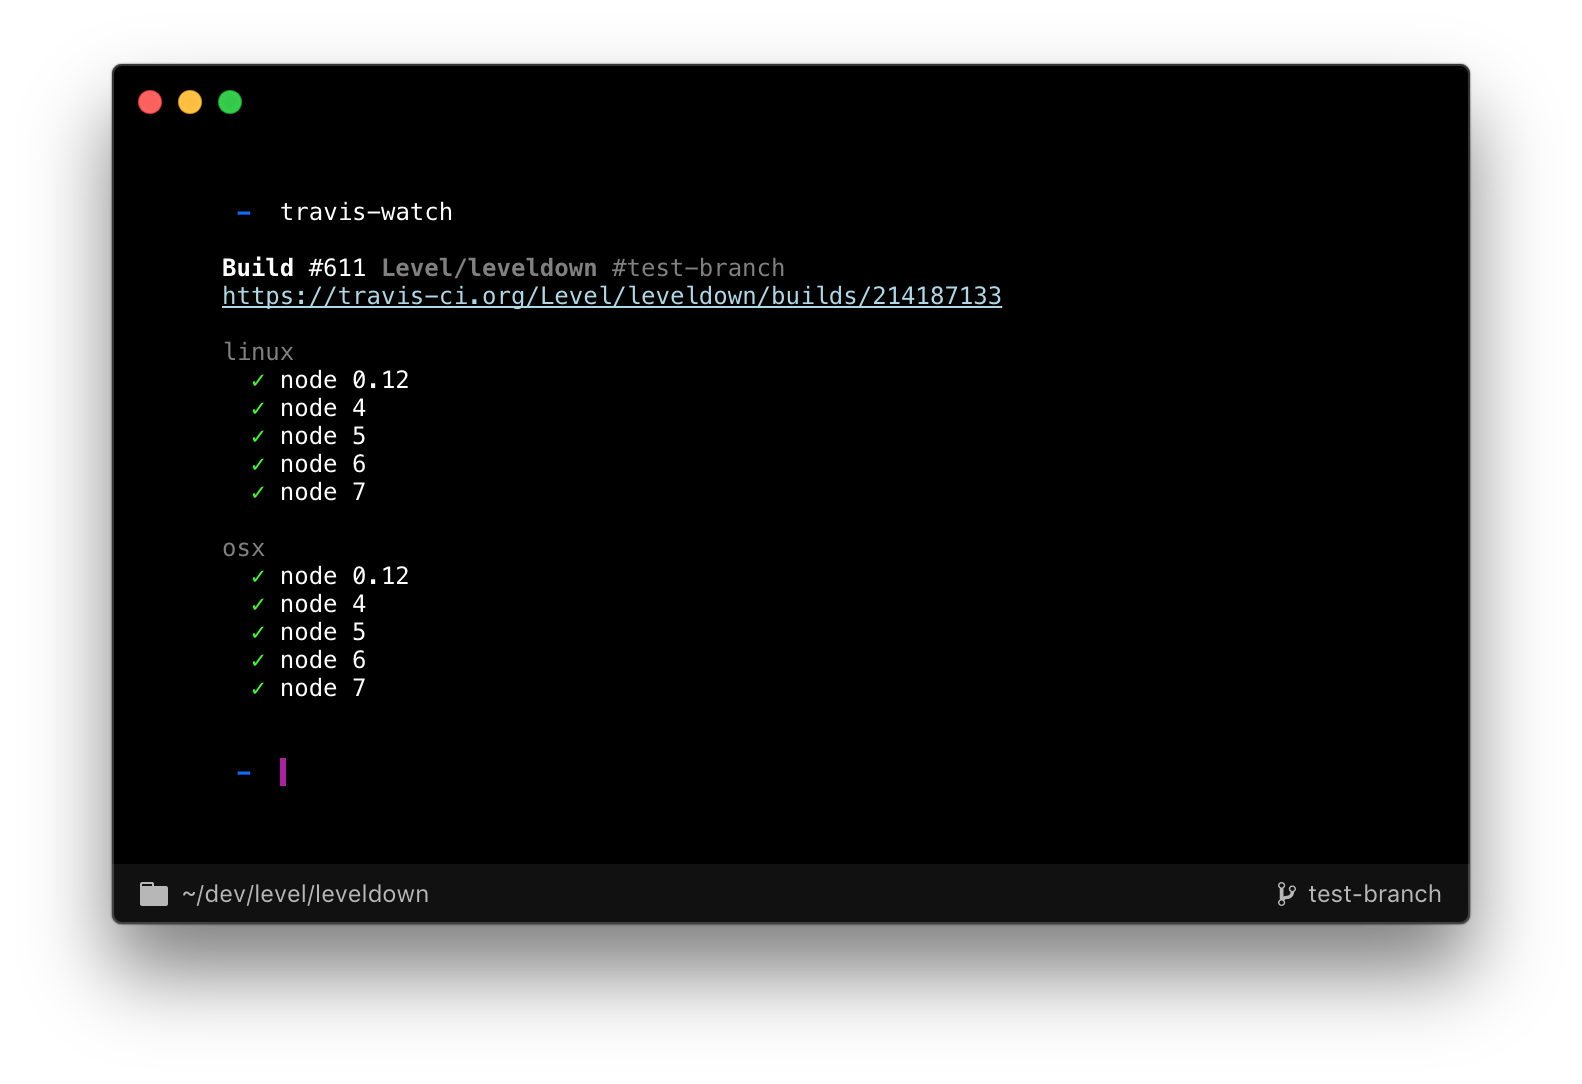 – travis-watch
Build #611 Level/leveldown #test-branch
https://travis-ci.org/Level/leveldown/builds/214187133
linux
✓ node 0.12
✓ node 4
✓ node 5
✓ node 6
✓ node 7
osx
✓ node 0.12
✓ node 4
✓ node 5
✓ node 6
✓ node 7
–
~/dev/level/leveldown
test-branch